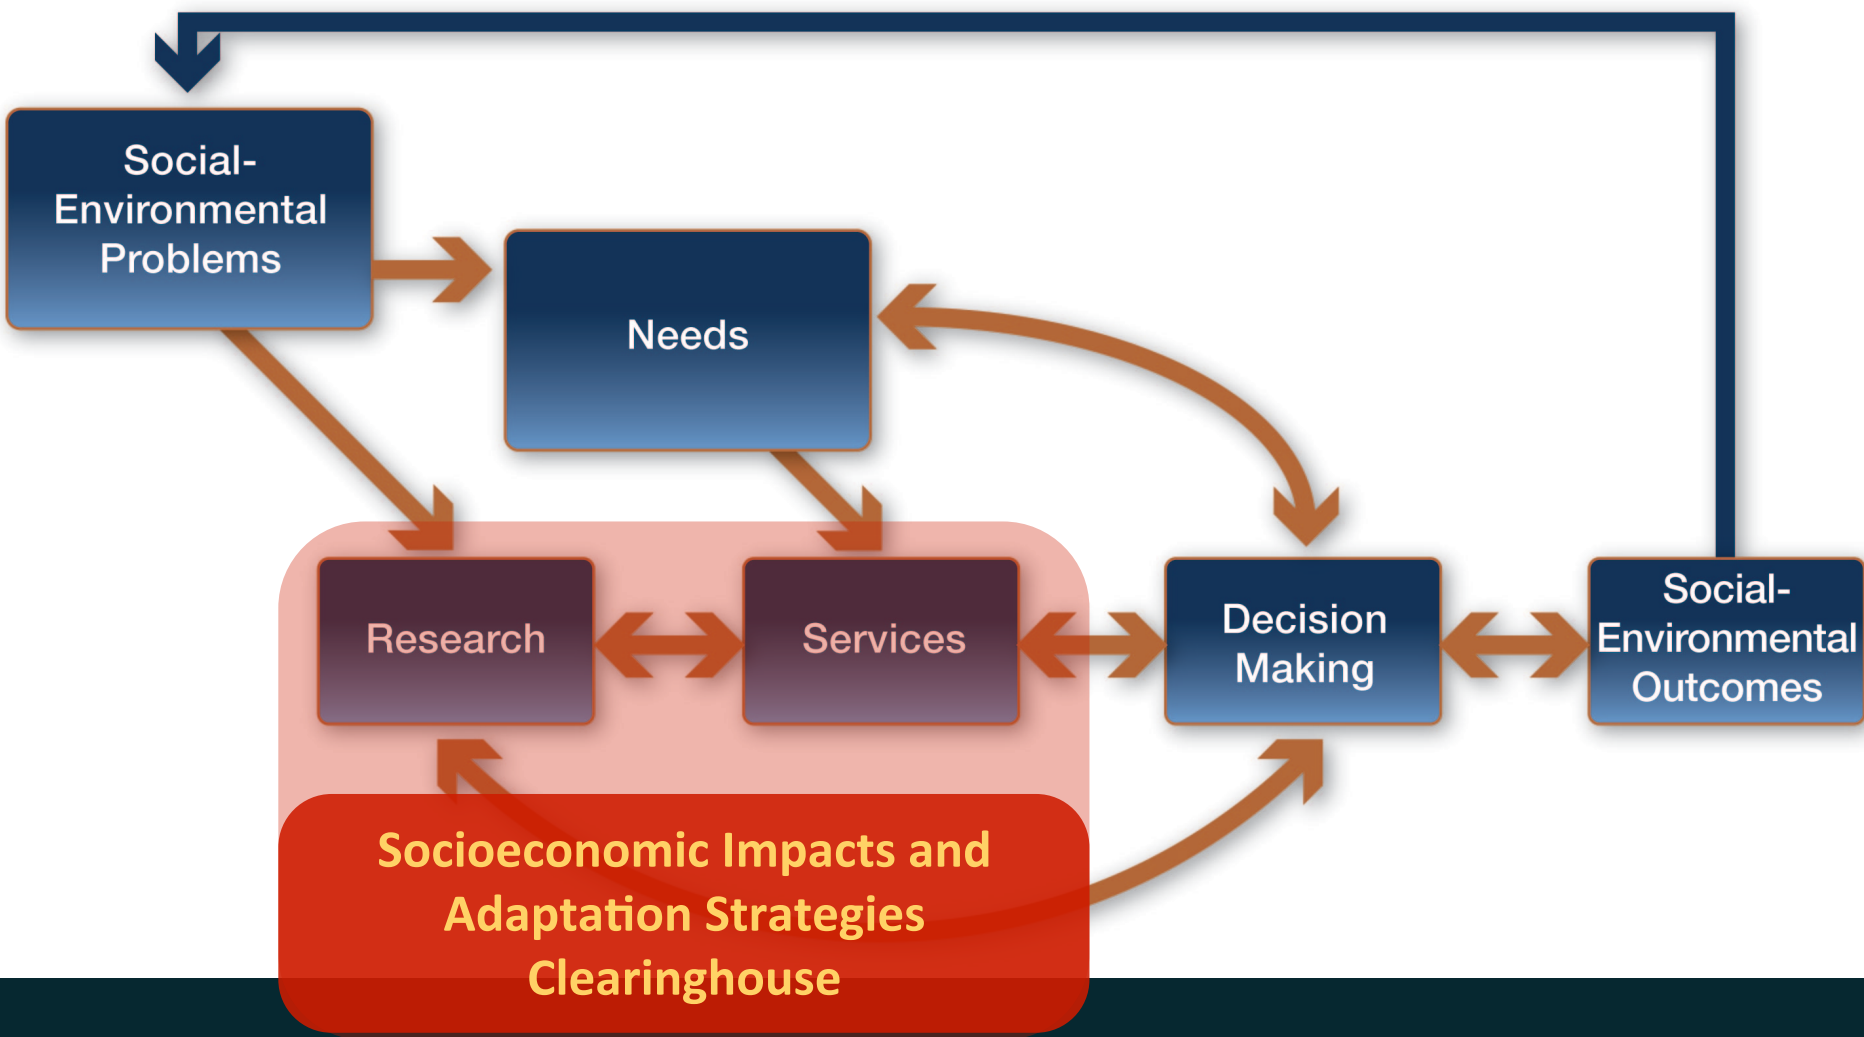 Social-
Environmental
Problems
Needs
Research
Services
Decision
Making
Social-
Environmental
Outcomes
Socioeconomic Impacts and
Adaptation Strategies
Clearinghouse